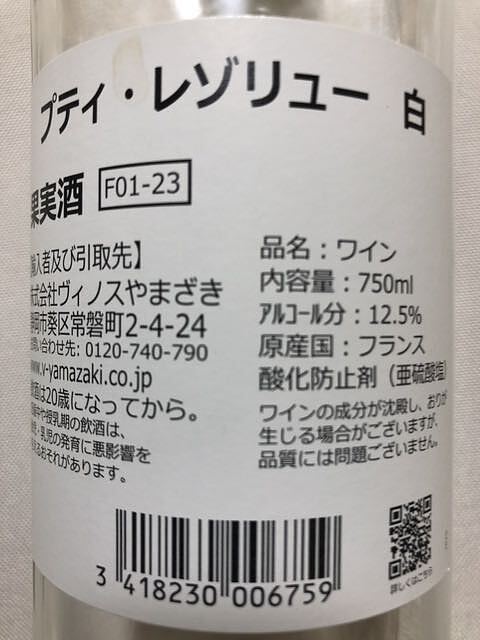 プティ・レゾリュー 白
果実酒 F01-23
輸入者及び引取先】
株式会社ヴィノスやまざき
静岡市葵区常磐町2-4-24
お問い合わせ先: 0120-740-790
www.v-yamazaki.co.jp
飲酒は20歳になってから。
妊娠中や授乳期の飲酒は、
胎児・乳児の発育に悪影響を
与えるおそれがあります。
品名：ワイン
内容量：750ml
ｱﾙｺｰﾙ分：12.5%
原産国：フランス
酸化防止剤（亜硫酸塩）
ワインの成分が沈殿し、おりが
生じる場合がございますが、
品質には問題ございません。
3 418230 006759
詳しくはこちら